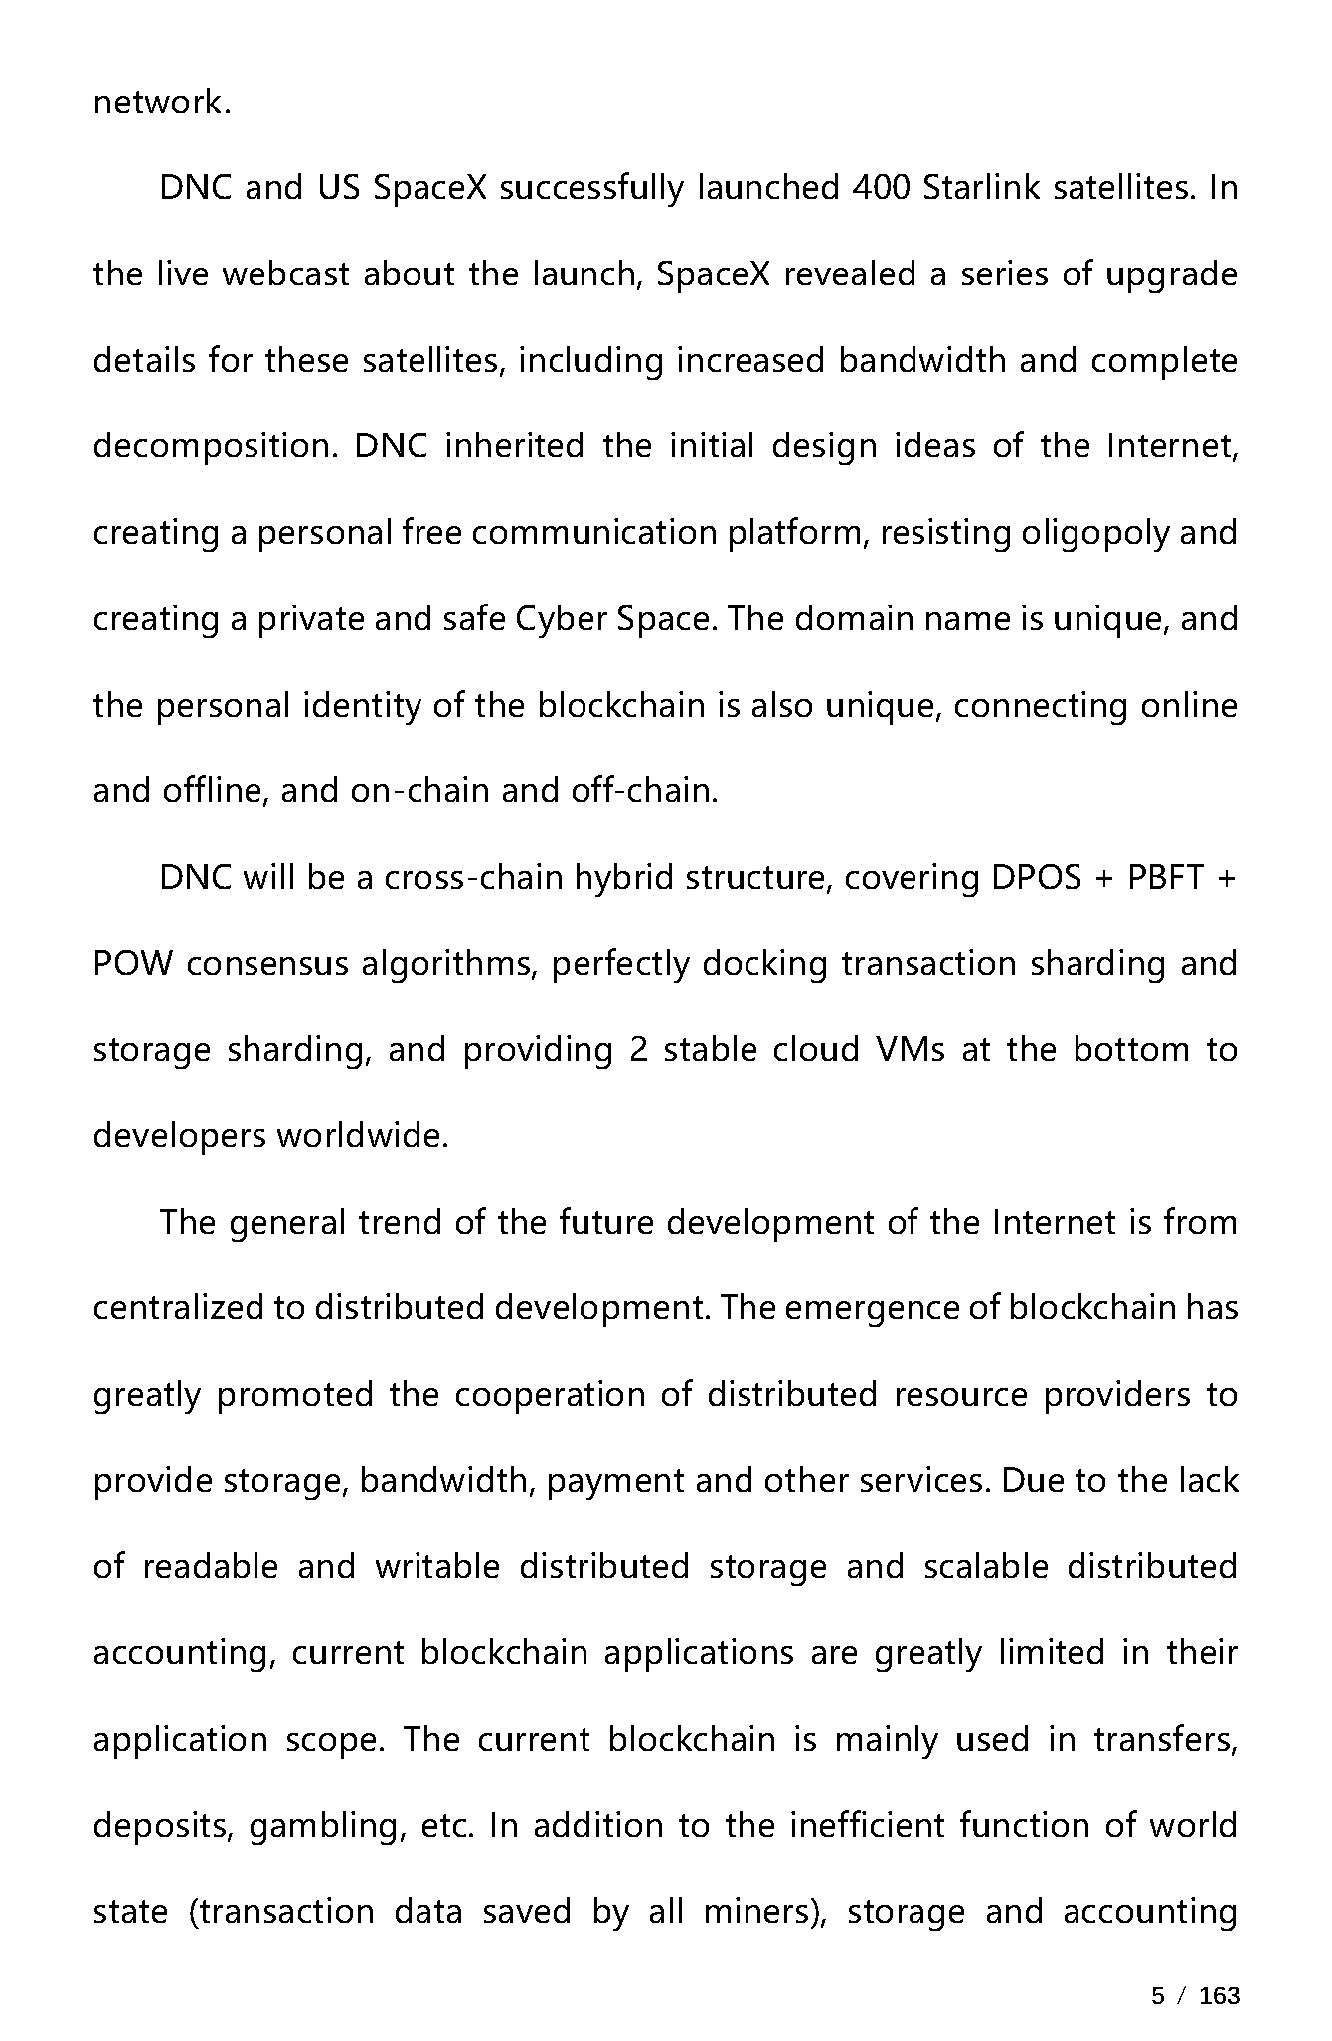 network.
DNC and US SpaceX successfully launched 400 Starlink satellites. In
the live webcast about the launch, SpaceX revealed a series of upgrade
details for these satellites, including increased bandwidth and complete
decomposition. DNC inherited the initial design ideas of the Internet,
creating a personal free communication platform, resisting oligopoly and
creating a private and safe Cyber Space. The domain name is unique, and
the personal identity of the blockchain is also unique, connecting online
and offline, and on-chain and off-chain.
DNC will be a cross-chain hybrid structure, covering DPOS + PBFT +
POW consensus algorithms, perfectly docking transaction sharding and
storage sharding, and providing 2 stable cloud VMs at the bottom to
developers worldwide.
The general trend of the future development of the Internet is from
centralized to distributed development. The emergence of blockchain has
greatly promoted the cooperation of distributed resource providers to
provide storage, bandwidth, payment and other services. Due to the lack
of readable and writable distributed storage and scalable distributed
accounting, current blockchain applications are greatly limited in their
application scope. The current blockchain is mainly used in transfers,
deposits, gambling, etc. In addition to the inefficient function of world
state (transaction data saved by all miners), storage and accounting
5 / 163